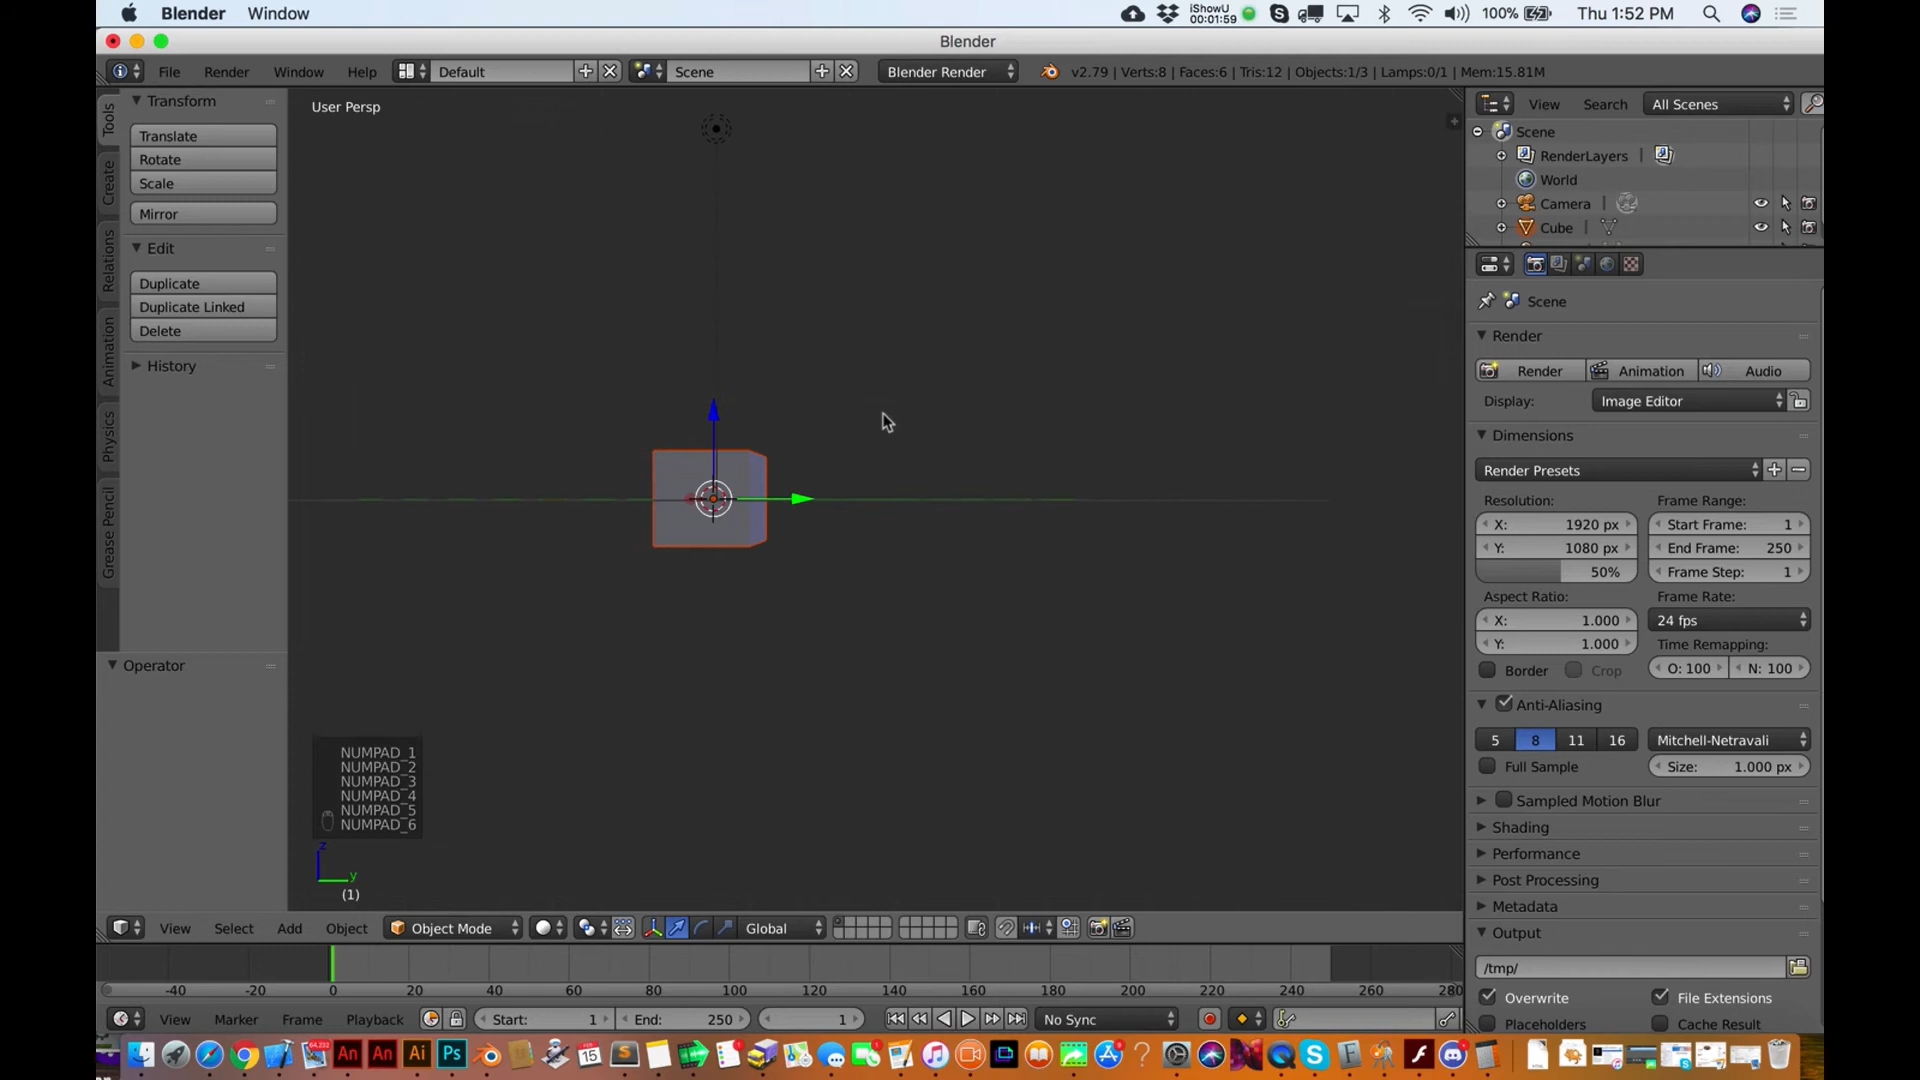 Blender Window
iShowU
00:01:59
100%
Thu 1:52 PM
Blender
File Render Window Help Default Scene Blender Render v2.79 | Verts:8 | Faces:6 | Tris:12 | Objects:1/3 | Lamps:0/1 | Mem:15.81M
Tools
Create
Relations
Animation
Physics
Grease Pencil
Transform
Translate
Rotate
Scale
Mirror
Edit
Duplicate
Duplicate Linked
Delete
History
Operator
User Persp
NUMPAD_1
NUMPAD_2
NUMPAD_3
NUMPAD_4
NUMPAD_5
NUMPAD_6
z
y
(1)
View Select Add Object Object Mode Global
-40 -20 0 20 40 60 80 100 120 140 160 180 200 220 240 260 280
View Marker Frame Playback Start: 1 End: 250 1 No Sync
View Search All Scenes
Scene
RenderLayers
World
Camera
Cube
Scene
Render
Render Animation Audio
Display: Image Editor
Dimensions
Render Presets
Resolution: Frame Range:
X: 1920 px Start Frame: 1
Y: 1080 px End Frame: 250
50% Frame Step: 1
Aspect Ratio: Frame Rate:
X: 1.000 24 fps
Y: 1.000 Time Remapping:
Border Crop O: 100 N: 100
Anti-Aliasing
5 8 11 16 Mitchell-Netravali
Full Sample Size: 1.000 px
Sampled Motion Blur
Shading
Performance
Post Processing
Metadata
Output
/tmp/
Overwrite File Extensions
Placeholders Cache Result
64,232
An An Ai Ps
15